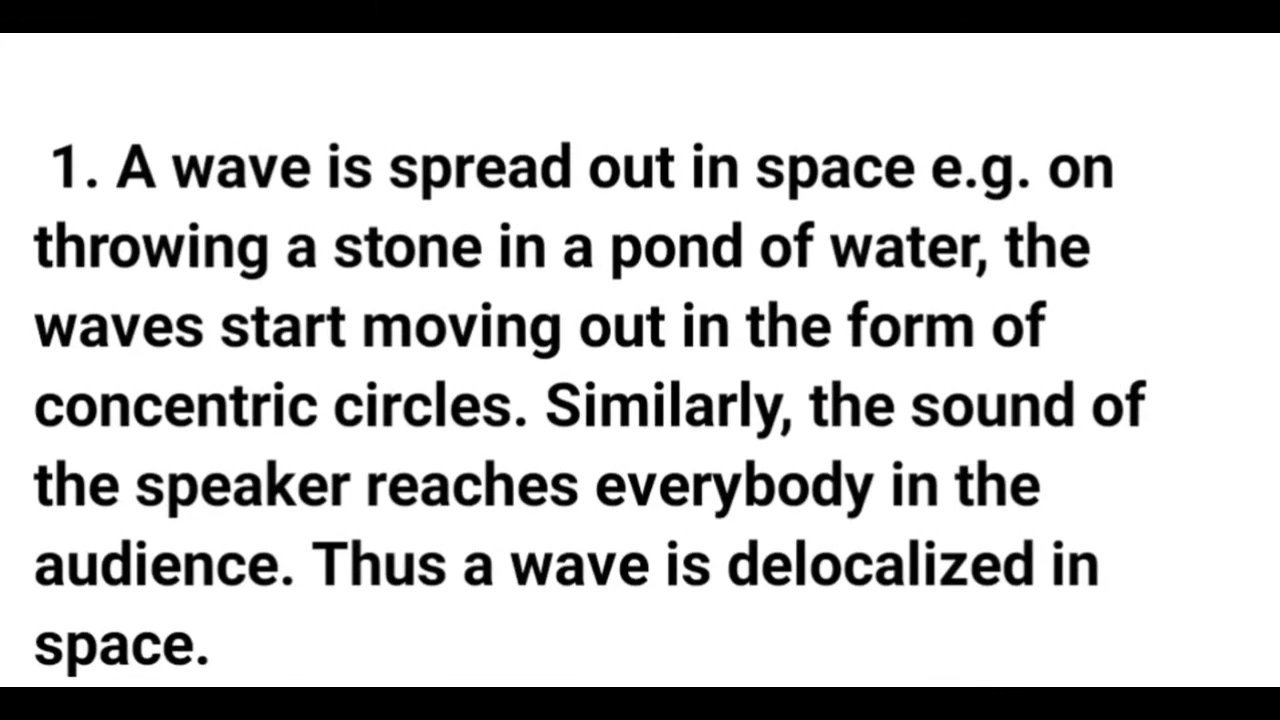 1. A wave is spread out in space e.g. on
throwing a stone in a pond of water, the
waves start moving out in the form of
concentric circles. Similarly, the sound of
the speaker reaches everybody in the
audience. Thus a wave is delocalized in
space.